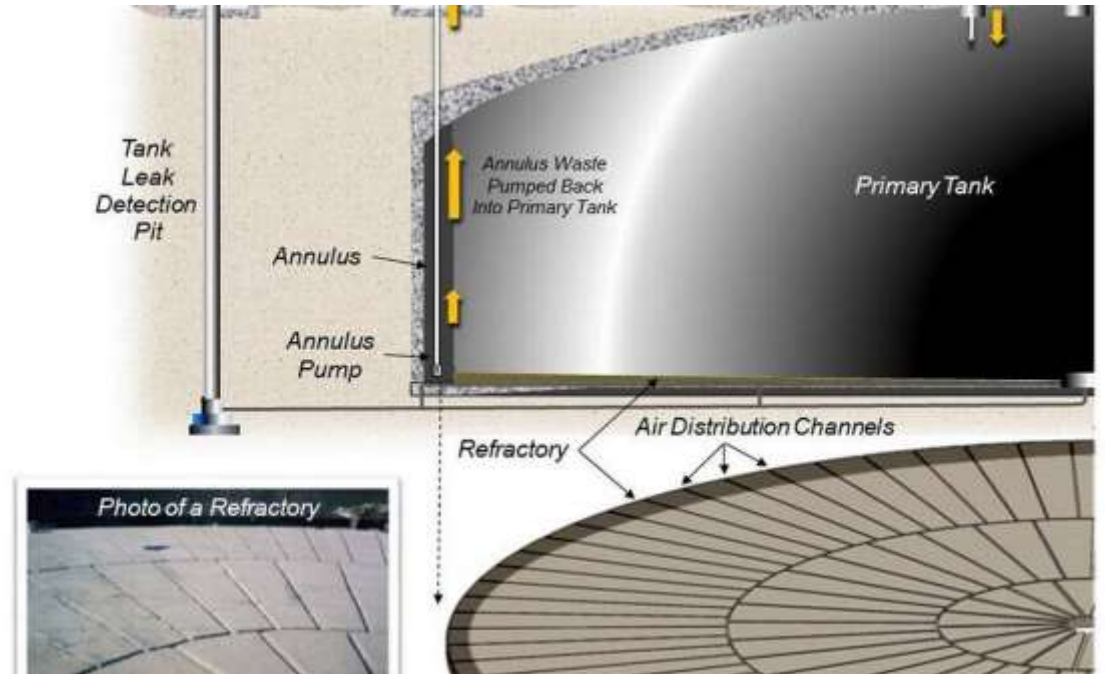 Tank
Leak
Detection
Pit
Annulus Waste
Pumped Back
Into Primary Tank
Primary Tank
Annulus
Annulus
Pump
Refractory
Air Distribution Channels
Photo of a Refractory